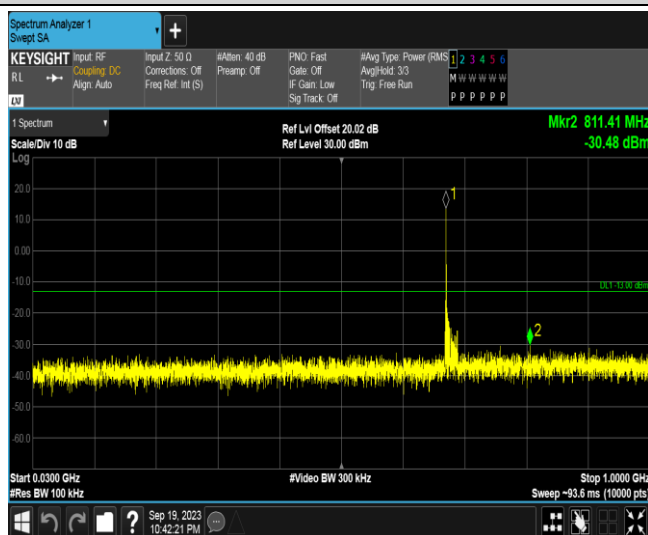 Spectrum Analyzer 1
Swept SA
+
KEYSIGHT
RL
LXI
Input: RF
Coupling: DC
Align: Auto
Input Z: 50 Ω
Corrections: Off
Freq Ref: Int (S)
#Atten: 40 dB
Preamp: Off
PNO: Fast
Gate: Off
IF Gain: Low
Sig Track: Off
#Avg Type: Power (RMS
Avg|Hold: 3/3
Trig: Free Run
1 2 3 4 5 6
M W W W W W
P P P P P P
1 Spectrum
Scale/Div 10 dB
Log
Ref Lvl Offset 20.02 dB
Ref Level 30.00 dBm
Mkr2 811.41 MHz
-30.48 dBm
20.0
10.0
0.00
-10.0
-20.0
-30.0
-40.0
-50.0
-60.0
1
DL1 -13.00 dBm
2
Start 0.0300 GHz
#Res BW 100 kHz
#Video BW 300 kHz
Stop 1.0000 GHz
Sweep ~93.6 ms (10000 pts)
?
Sep 19, 2023
10:42:21 PM